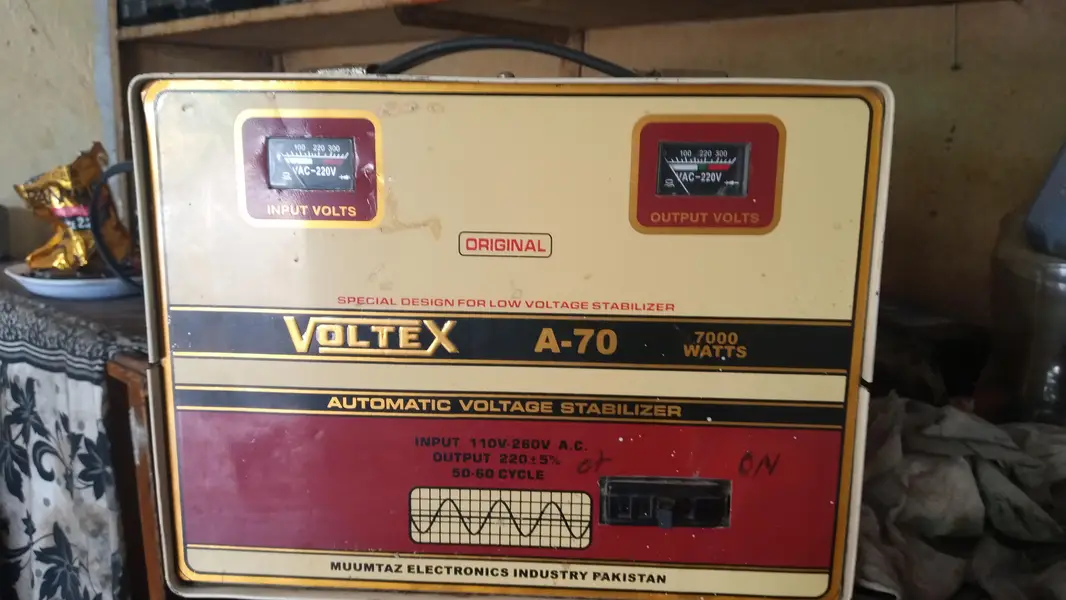 100 220 300
VAC~220V
INPUT VOLTS
100 220 300
VAC~220V
OUTPUT VOLTS
ORIGINAL
SPECIAL DESIGN FOR LOW VOLTAGE STABILIZER
VOLTEX A-70 7000 WATTS
AUTOMATIC VOLTAGE STABILIZER
INPUT 110V-260V A.C.
OUTPUT 220±5%
50-60 CYCLE
ON
MUUMTAZ ELECTRONICS INDUSTRY PAKISTAN